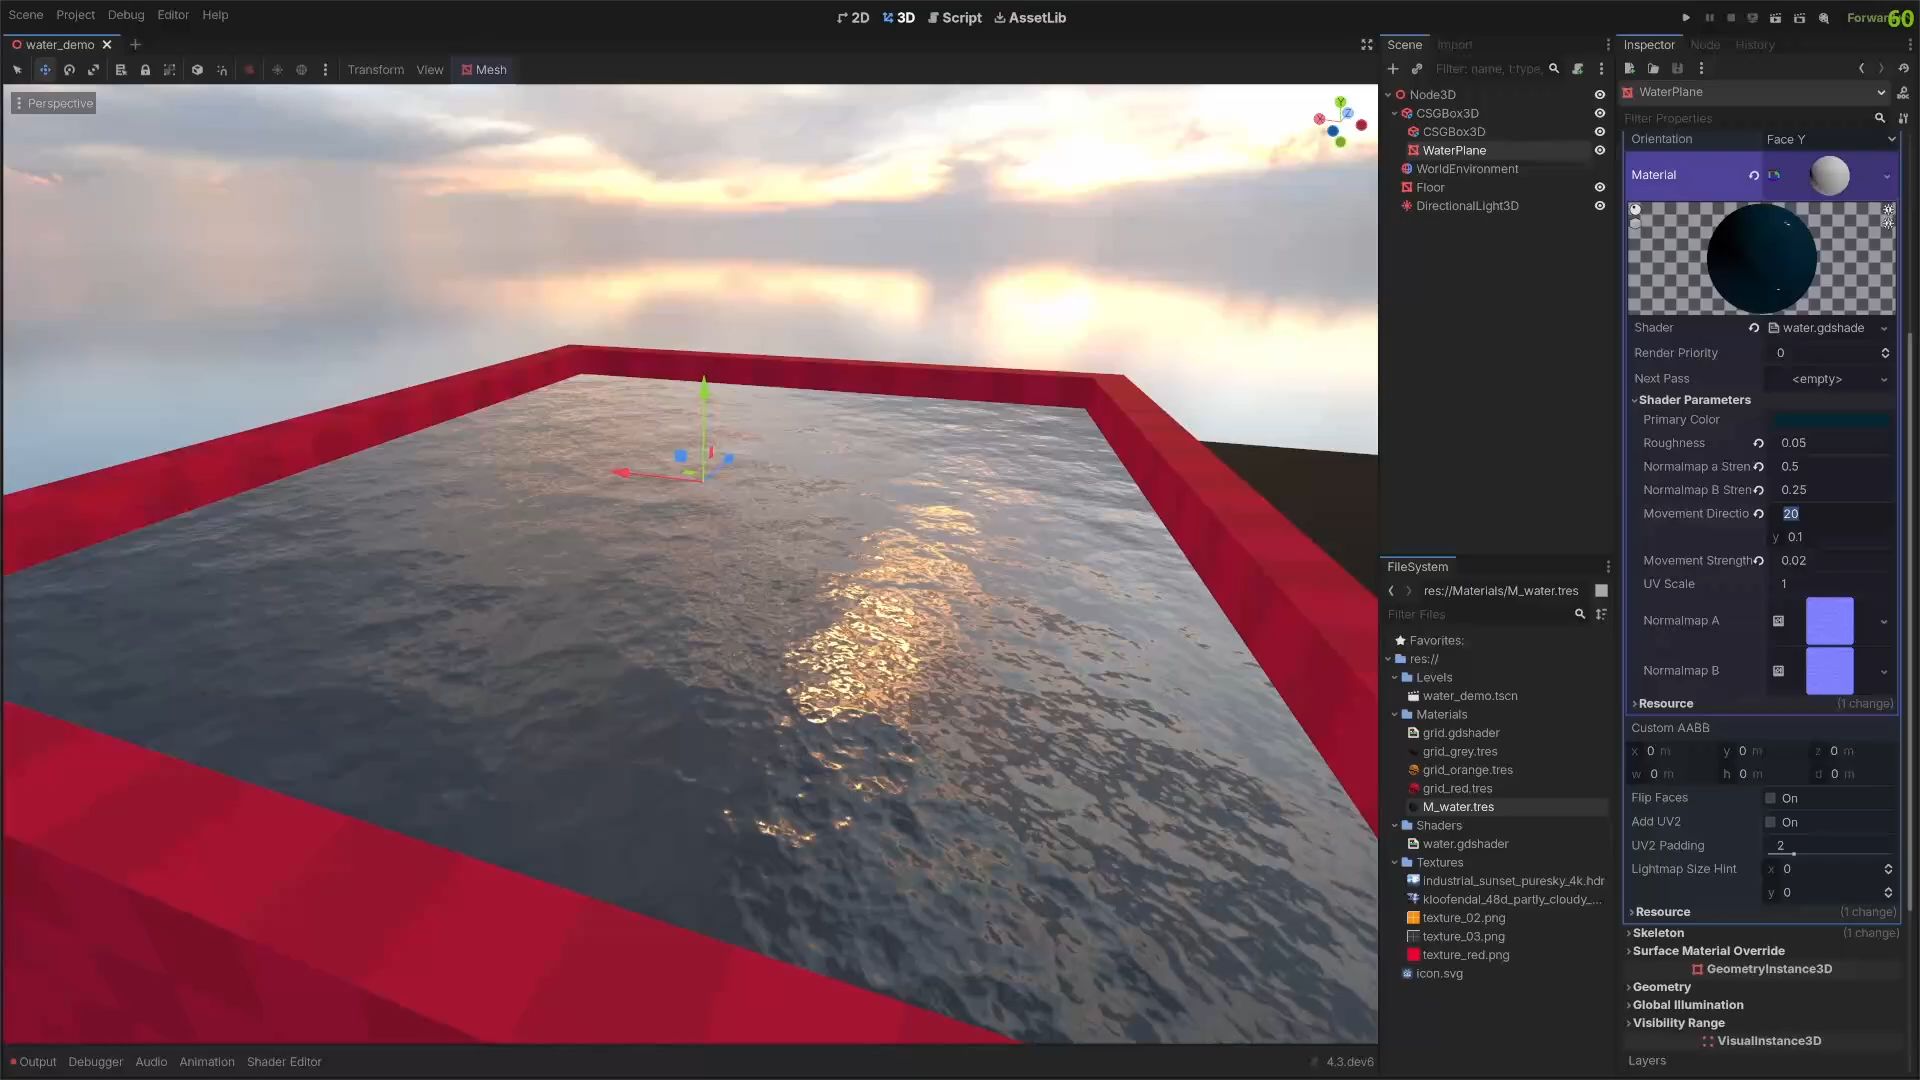 Scene Project Debug Editor Help
2D 3D Script AssetLib
Forwar 60
water_demo
Transform View Mesh
Perspective
Y
X
Z
Scene Import
Filter: name, t:type,
Node3D
CSGBox3D
CSGBox3D
WaterPlane
WorldEnvironment
Floor
DirectionalLight3D
FileSystem
res://Materials/M_water.tres
Filter Files
Favorites:
res://
Levels
water_demo.tscn
Materials
grid.gdshader
grid_grey.tres
grid_orange.tres
grid_red.tres
M_water.tres
Shaders
water.gdshader
Textures
industrial_sunset_puresky_4k.hdr
kloofendal_48d_partly_cloudy_...
texture_02.png
texture_03.png
texture_red.png
icon.svg
Inspector Node History
WaterPlane
Filter Properties
Orientation Face Y
Material
Shader water.gdshade
Render Priority 0
Next Pass <empty>
Shader Parameters
Primary Color
Roughness 0.05
Normalmap a Stren 0.5
Normalmap B Stren 0.25
Movement Directio 20
y 0.1
Movement Strength 0.02
UV Scale 1
Normalmap A
Normalmap B
Resource (1 change)
Custom AABB
x 0 m y 0 m z 0 m
w 0 m h 0 m d 0 m
Flip Faces On
Add UV2 On
UV2 Padding 2
Lightmap Size Hint x 0
y 0
Resource (1 change)
Skeleton (1 change)
Surface Material Override
GeometryInstance3D
Geometry
Global Illumination
Visibility Range
VisualInstance3D
Layers
Output Debugger Audio Animation Shader Editor
4.3.dev6